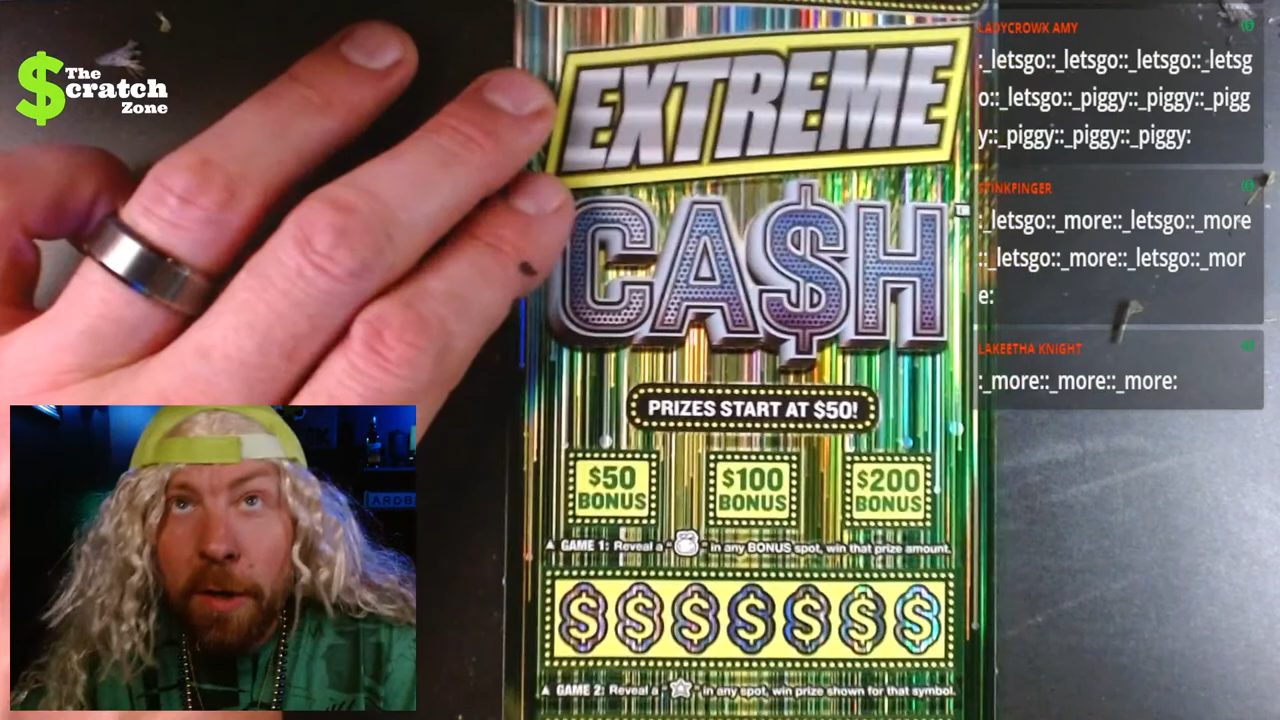 The
$cratch
Zone
EXTREME
CA$H
PRIZES START AT $50!
$50
BONUS
$100
BONUS
$200
BONUS
▲ GAME 1: Reveal a " " in any BONUS spot, win that prize amount.
$ $ $ $ $ $ $
▲ GAME 2: Reveal a " " in any spot, win prize shown for that symbol.
LADYCROWK AMY
:_letsgo::_letsgo::_letsgo::_letsg
o::_letsgo::_piggy::_piggy::_pigg
y::_piggy::_piggy::_piggy:
STINKFINGER
:_letsgo::_more::_letsgo::_more
::_letsgo::_more::_letsgo::_mor
e:
LAKEETHA KNIGHT
:_more::_more::_more: